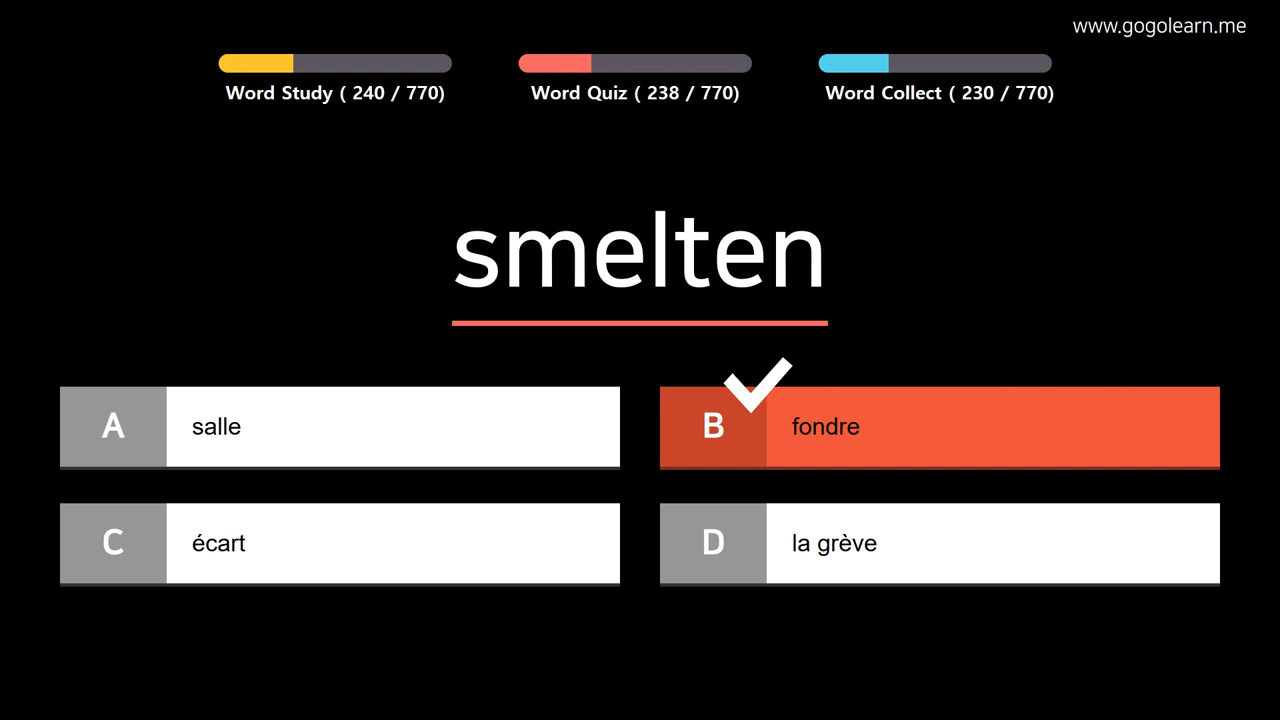 www.gogolearn.me
Word Study ( 240 / 770)
Word Quiz ( 238 / 770)
Word Collect ( 230 / 770)
smelten
A salle
B fondre
C écart
D la grève